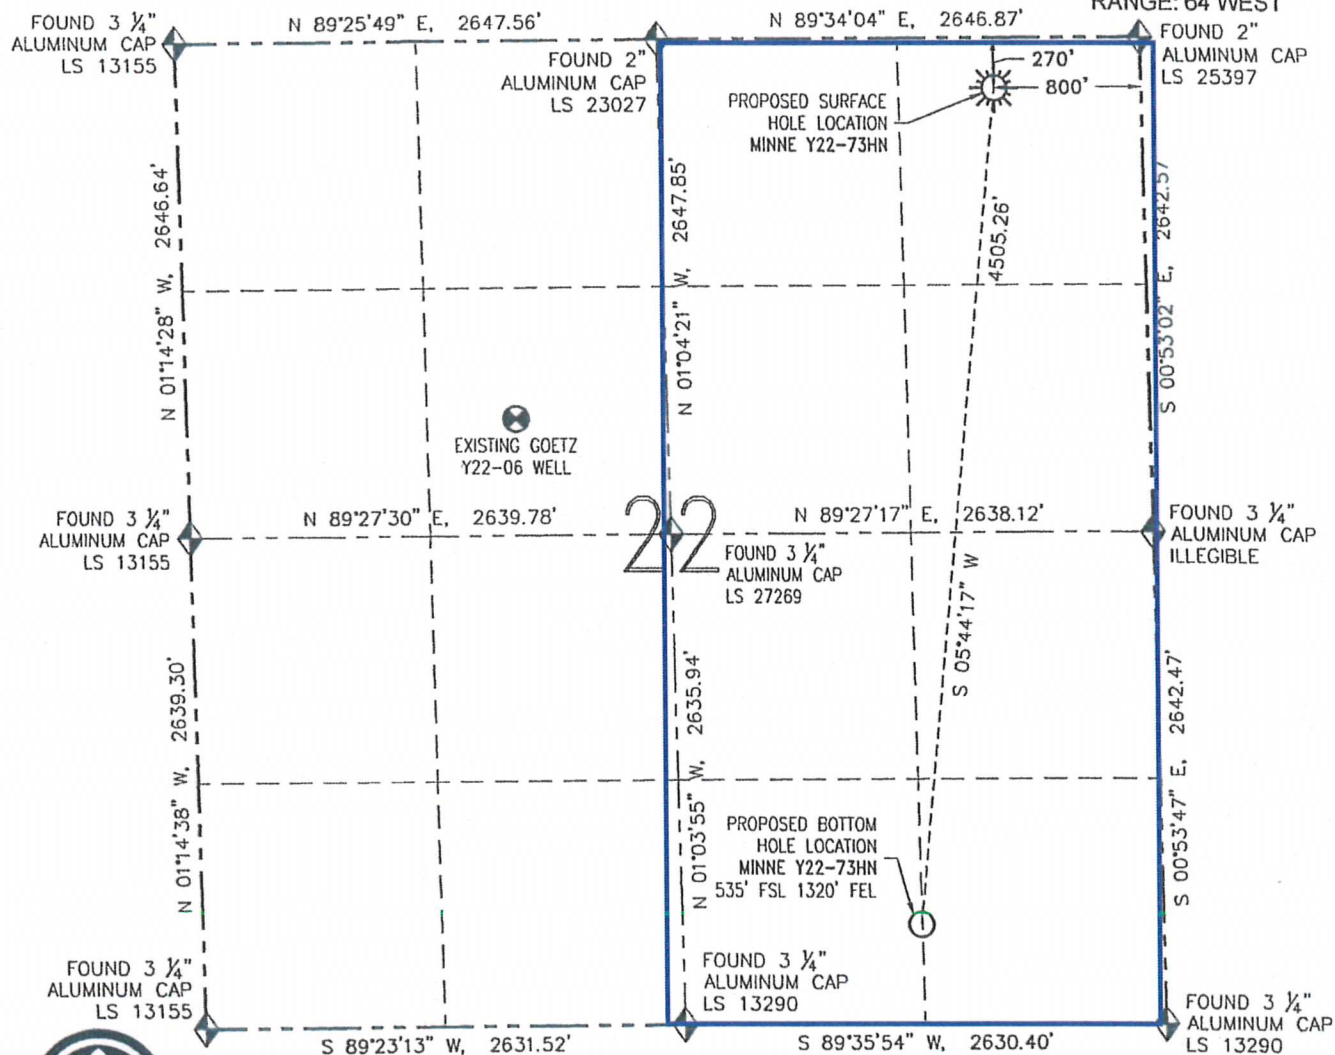 RANGE: 64 WEST
FOUND 3 ¼"
ALUMINUM CAP
LS 13155
N 89°25'49" E, 2647.56'
FOUND 2"
ALUMINUM CAP
LS 23027
N 89°34'04" E, 2646.87'
FOUND 2"
ALUMINUM CAP
LS 25397
270'
800'
PROPOSED SURFACE
HOLE LOCATION
MINNE Y22-73HN
N 01°14'28" W, 2646.64'
N 01°04'21" W, 2647.85'
4505.26'
S 00°53'02" E, 2642.57
EXISTING GOETZ
Y22-06 WELL
FOUND 3 ¼"
ALUMINUM CAP
LS 13155
N 89°27'30" E, 2639.78'
22
N 89°27'17" E, 2638.12'
FOUND 3 ¼"
ALUMINUM CAP
LS 27269
FOUND 3 ¼"
ALUMINUM CAP
ILLEGIBLE
S 05°44'17" W
N 01°14'38" W, 2639.30'
N 01°03'55" W, 2635.94'
S 00°53'47" E, 2642.47'
PROPOSED BOTTOM
HOLE LOCATION
MINNE Y22-73HN
535' FSL 1320' FEL
FOUND 3 ¼"
ALUMINUM CAP
LS 13155
S 89°23'13" W, 2631.52'
FOUND 3 ¼"
ALUMINUM CAP
LS 13290
S 89°35'54" W, 2630.40'
FOUND 3 ¼"
ALUMINUM CAP
LS 13290